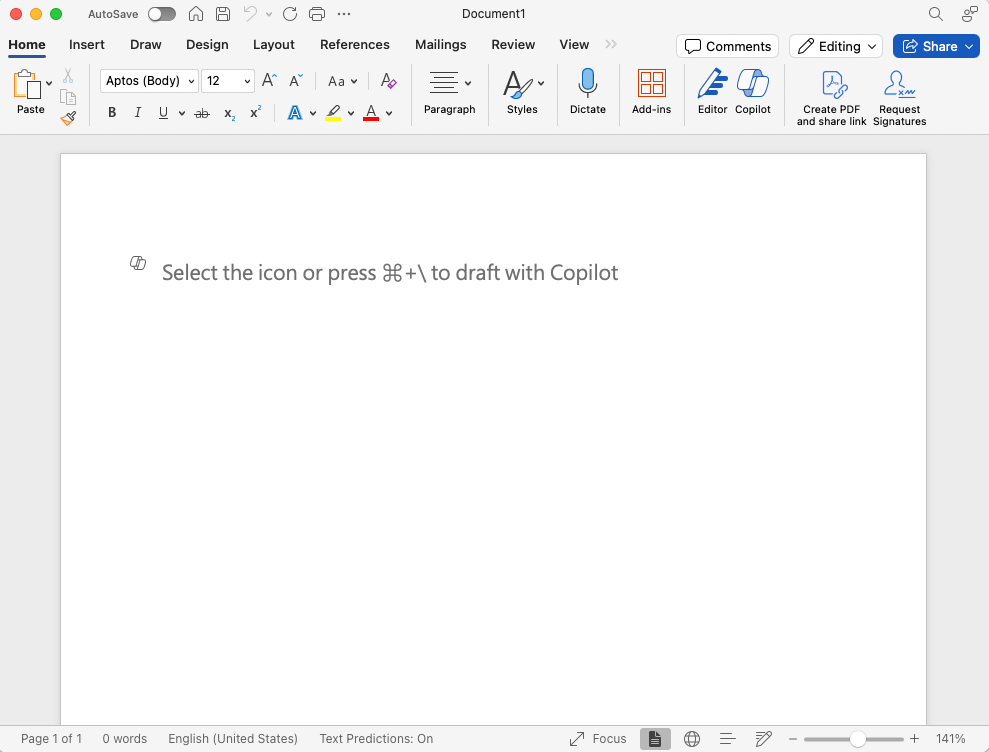 AutoSave
Document1
Home Insert Draw Design Layout References Mailings Review View Comments Editing Share
Paste
Aptos (Body) 12 A A Aa A
B I U ab x2 x2 A A
Paragraph
Styles
Dictate
Add-ins
Editor
Copilot
Create PDF
and share link
Request
Signatures
Select the icon or press ⌘+\ to draft with Copilot
Page 1 of 1 0 words English (United States) Text Predictions: On Focus 141%